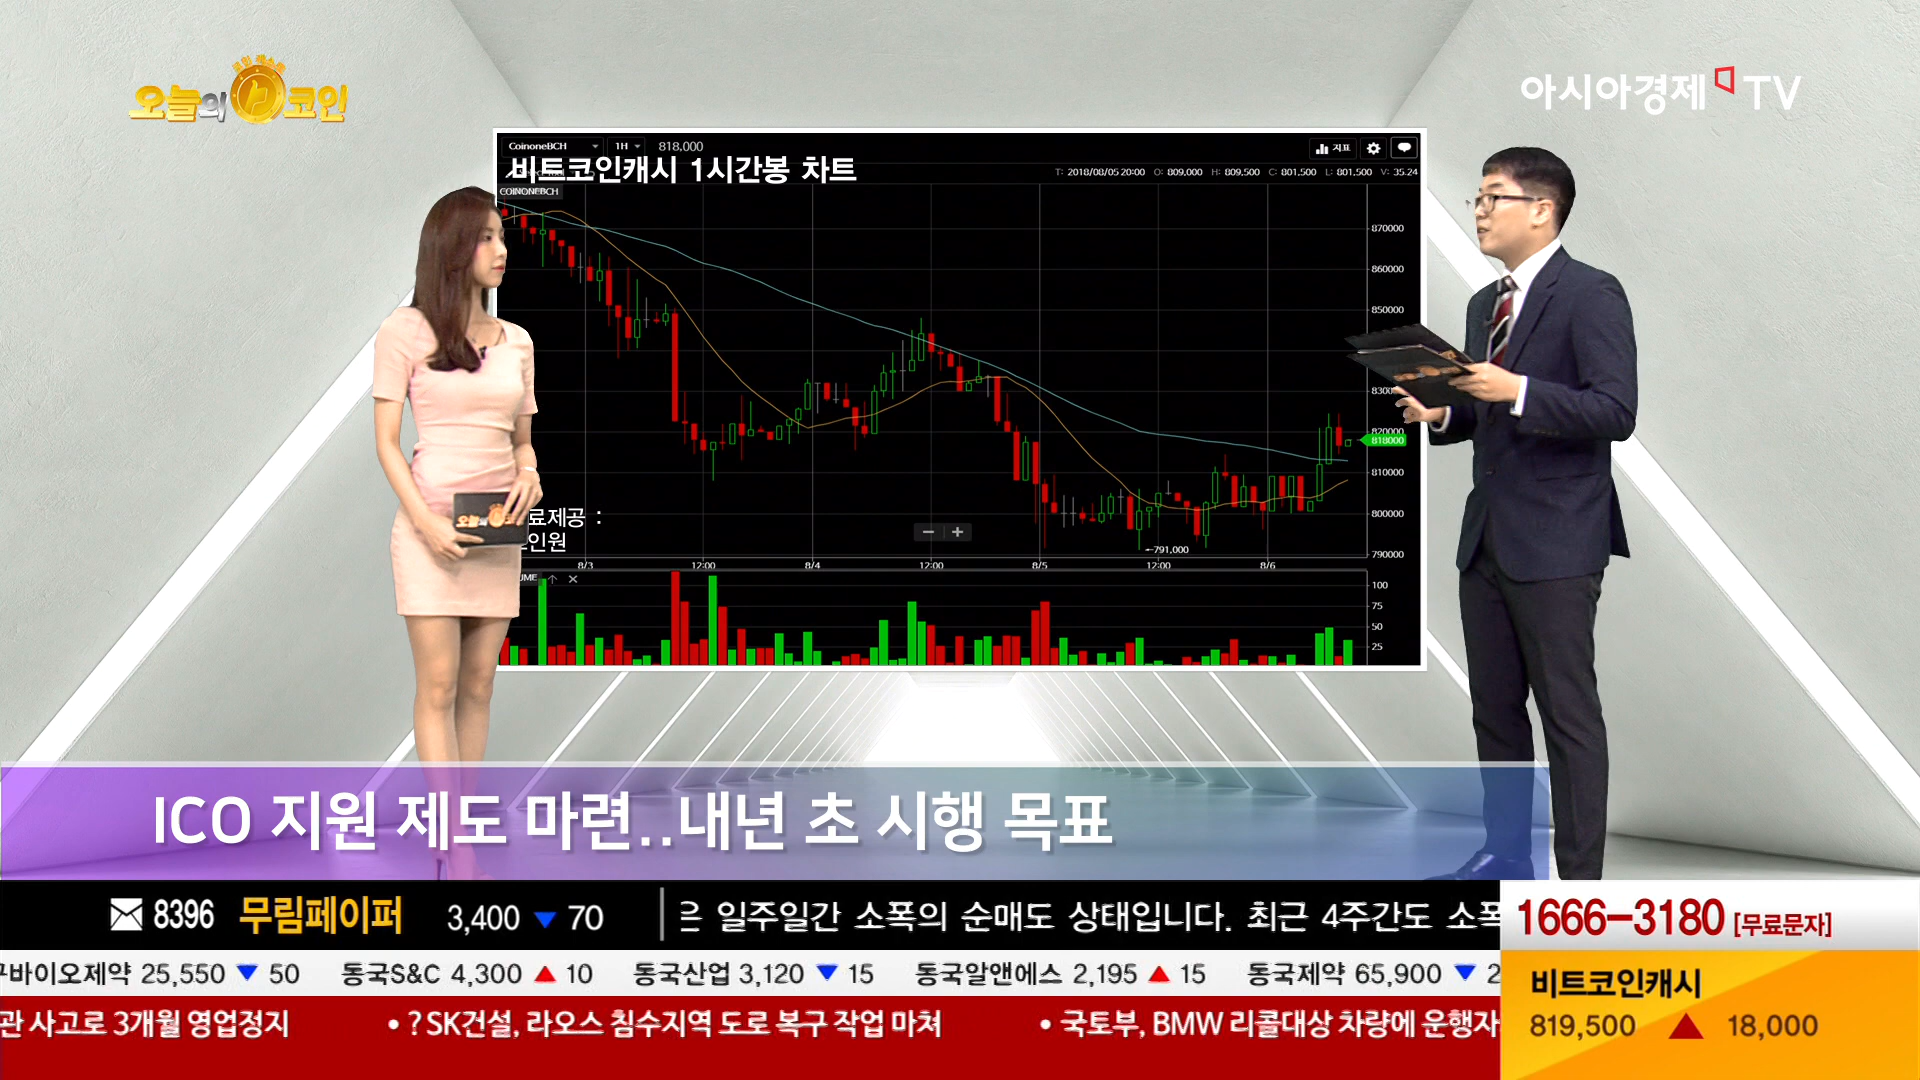 오늘의 코인
아시아경제 TV
CoinoneBCH 1H 818,000 지표
비트코인캐시 1시간봉 차트
T: 2018/08/05 20:00 O: 809,000 H: 809,500 C: 801,500 L: 801,500 V: 35.24
COINONEBCH
870000
860000
850000
820000
818000
810000
800000
790000
←791,000
료제공 :
인원
8/3 12:00 8/4 12:00 8/5 12:00 8/6
UME
100
75
50
25
오늘의
ICO 지원 제도 마련..내년 초 시행 목표
8396 무림페이퍼 3,400 ▼ 70
일주일간 소폭의 순매도 상태입니다. 최근 4주간도 소폭
1666-3180 [무료문자]
바이오제약 25,550 ▼ 50 동국S&C 4,300 ▲ 10 동국산업 3,120 ▼ 15 동국알앤에스 2,195 ▲ 15 동국제약 65,900 ▼ 2
비트코인캐시
819,500 ▲ 18,000
관 사고로 3개월 영업정지 • ? SK건설, 라오스 침수지역 도로 복구 작업 마쳐 • 국토부, BMW 리콜대상 차량에 운행자